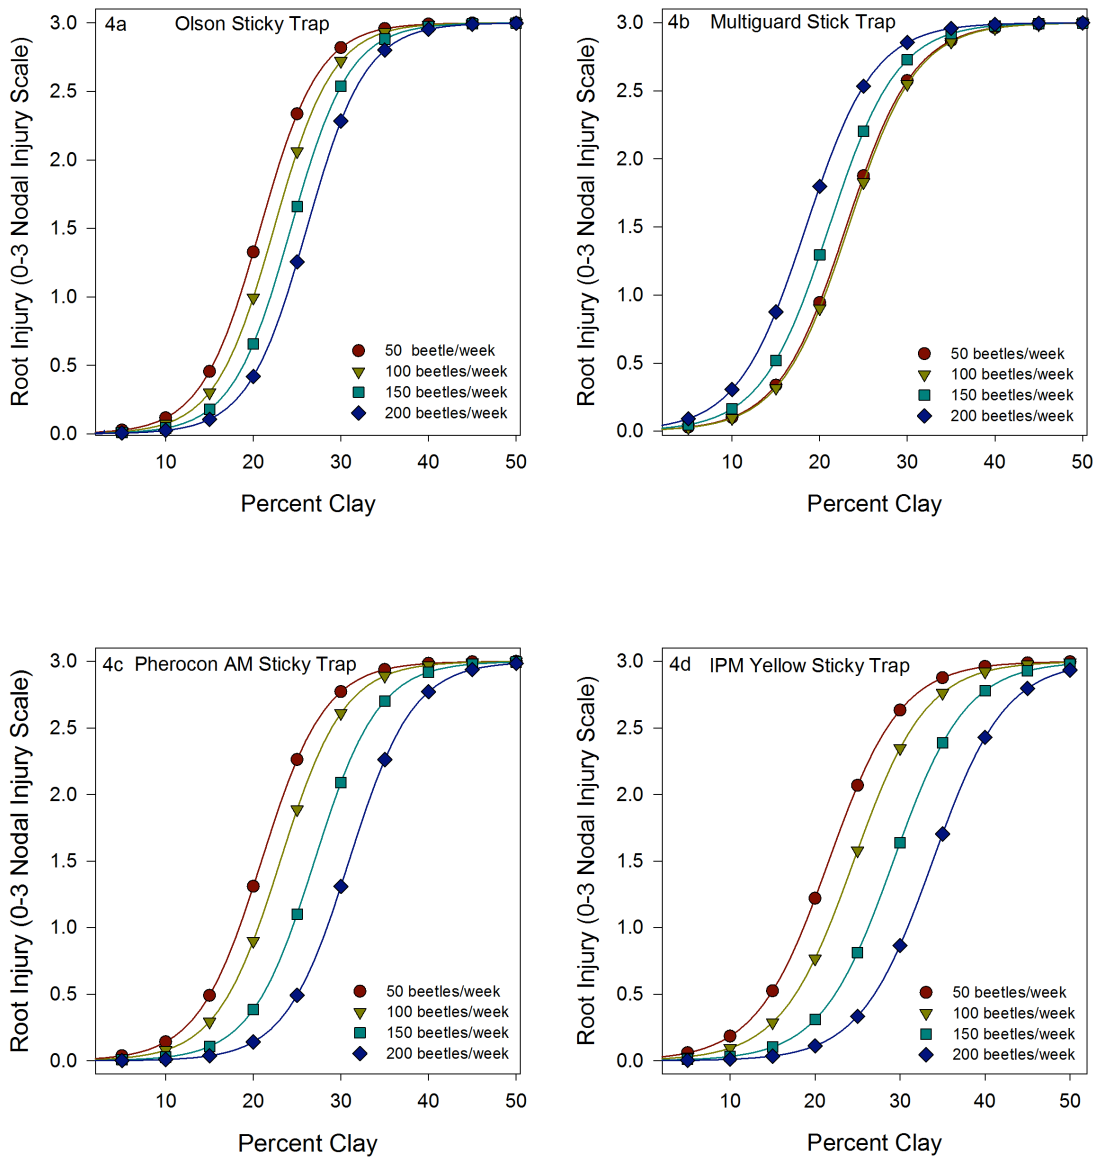 4a Olson Sticky Trap
Root Injury (0-3 Nodal Injury Scale)
3.0
2.5
2.0
1.5
1.0
0.5
0.0
50 beetle/week
100 beetles/week
150 beetles/week
200 beetles/week
10 20 30 40 50
Percent Clay
4b Multiguard Stick Trap
Root Injury (0-3 Nodal Injury Scale)
3.0
2.5
2.0
1.5
1.0
0.5
0.0
50 beetles/week
100 beetles/week
150 beetles/week
200 beetles/week
10 20 30 40 50
Percent Clay
4c Pherocon AM Sticky Trap
Root Injury (0-3 Nodal Injury Scale)
3.0
2.5
2.0
1.5
1.0
0.5
0.0
50 beetles/week
100 beetles/week
150 beetles/week
200 beetles/week
10 20 30 40 50
Percent Clay
4d IPM Yellow Sticky Trap
Root Injury (0-3 Nodal Injury Scale)
3.0
2.5
2.0
1.5
1.0
0.5
0.0
50 beetles/week
100 beetles/week
150 beetles/week
200 beetles/week
10 20 30 40 50
Percent Clay